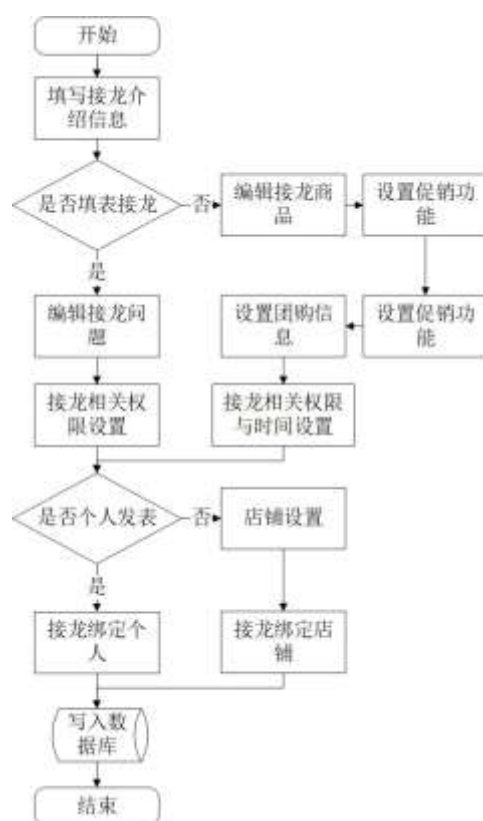 开始
填写接龙介
绍信息
是否填表接龙
否
编辑接龙商
品
设置促销功
能
是
编辑接龙问
题
设置团购信
息
设置促销功
能
接龙相关权
限设置
接龙相关权限
与时间设置
是否个人发表
否
店铺设置
是
接龙绑定个
人
接龙绑定店
铺
写入数
据库
结束